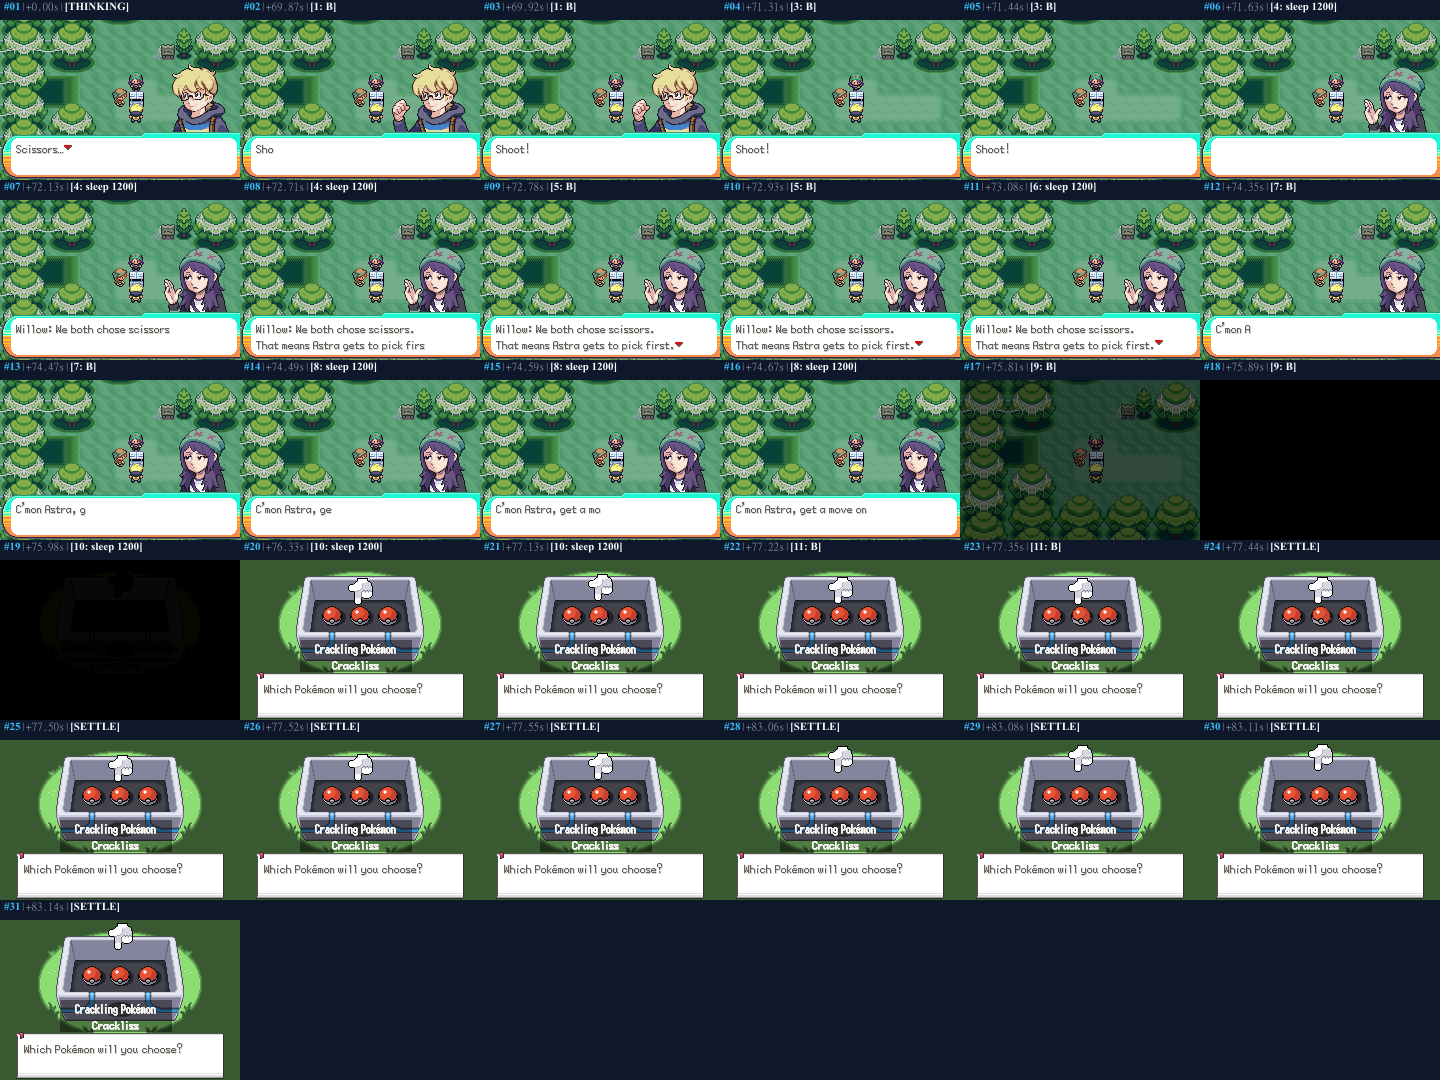 #01 | +0.00s | [THINKING]
#02 | +69.87s | [1: B]
#03 | +69.92s | [1: B]
#04 | +71.31s | [3: B]
#05 | +71.44s | [3: B]
#06 | +71.63s | [4: sleep 1200]
Scissors...
Sho
Shoot!
Shoot!
Shoot!
#07 | +72.13s | [4: sleep 1200]
#08 | +72.71s | [4: sleep 1200]
#09 | +72.78s | [5: B]
#10 | +72.93s | [5: B]
#11 | +73.08s | [6: sleep 1200]
#12 | +74.35s | [7: B]
Willow: We both chose scissors
Willow: We both chose scissors.
That means Astra gets to pick firs
Willow: We both chose scissors.
That means Astra gets to pick first.
Willow: We both chose scissors.
That means Astra gets to pick first.
Willow: We both chose scissors.
That means Astra gets to pick first.
C'mon A
#13 | +74.47s | [7: B]
#14 | +74.49s | [8: sleep 1200]
#15 | +74.59s | [8: sleep 1200]
#16 | +74.67s | [8: sleep 1200]
#17 | +75.81s | [9: B]
#18 | +75.89s | [9: B]
C'mon Astra, g
C'mon Astra, ge
C'mon Astra, get a mo
C'mon Astra, get a move on
#19 | +75.98s | [10: sleep 1200]
#20 | +76.33s | [10: sleep 1200]
#21 | +77.13s | [10: sleep 1200]
#22 | +77.22s | [11: B]
#23 | +77.35s | [11: B]
#24 | +77.44s | [SETTLE]
Crackling Pokémon
Crackliss
Which Pokémon will you choose?
Crackling Pokémon
Crackliss
Which Pokémon will you choose?
Crackling Pokémon
Crackliss
Which Pokémon will you choose?
Crackling Pokémon
Crackliss
Which Pokémon will you choose?
Crackling Pokémon
Crackliss
Which Pokémon will you choose?
#25 | +77.50s | [SETTLE]
#26 | +77.52s | [SETTLE]
#27 | +77.55s | [SETTLE]
#28 | +83.06s | [SETTLE]
#29 | +83.08s | [SETTLE]
#30 | +83.11s | [SETTLE]
Crackling Pokémon
Crackliss
Which Pokémon will you choose?
Crackling Pokémon
Crackliss
Which Pokémon will you choose?
Crackling Pokémon
Crackliss
Which Pokémon will you choose?
Crackling Pokémon
Crackliss
Which Pokémon will you choose?
Crackling Pokémon
Crackliss
Which Pokémon will you choose?
Crackling Pokémon
Crackliss
Which Pokémon will you choose?
#31 | +83.14s | [SETTLE]
Crackling Pokémon
Crackliss
Which Pokémon will you choose?